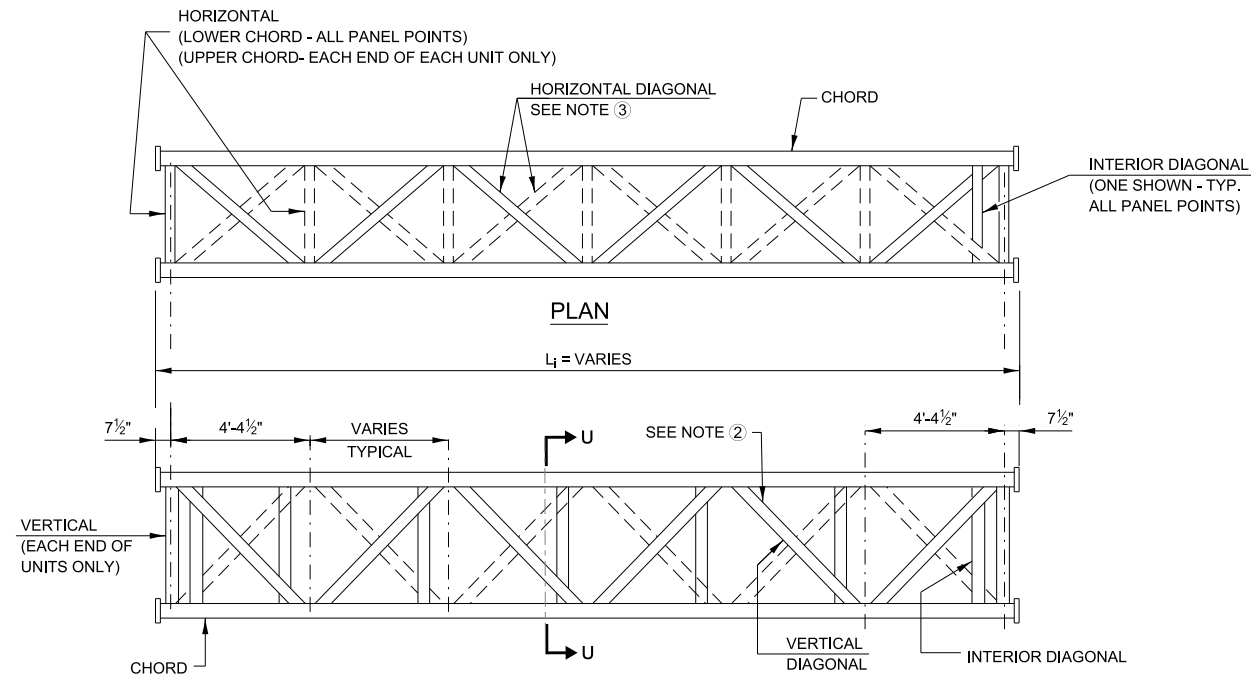 HORIZONTAL
(LOWER CHORD - ALL PANEL POINTS)
(UPPER CHORD- EACH END OF EACH UNIT ONLY)
HORIZONTAL DIAGONAL
SEE NOTE ③
CHORD
INTERIOR DIAGONAL
(ONE SHOWN - TYP.
ALL PANEL POINTS)
PLAN
Li = VARIES
7½"
4'-4½"
VARIES
TYPICAL
U
SEE NOTE ②
4'-4½"
7½"
VERTICAL
(EACH END OF
UNITS ONLY)
CHORD
U
VERTICAL
DIAGONAL
INTERIOR DIAGONAL